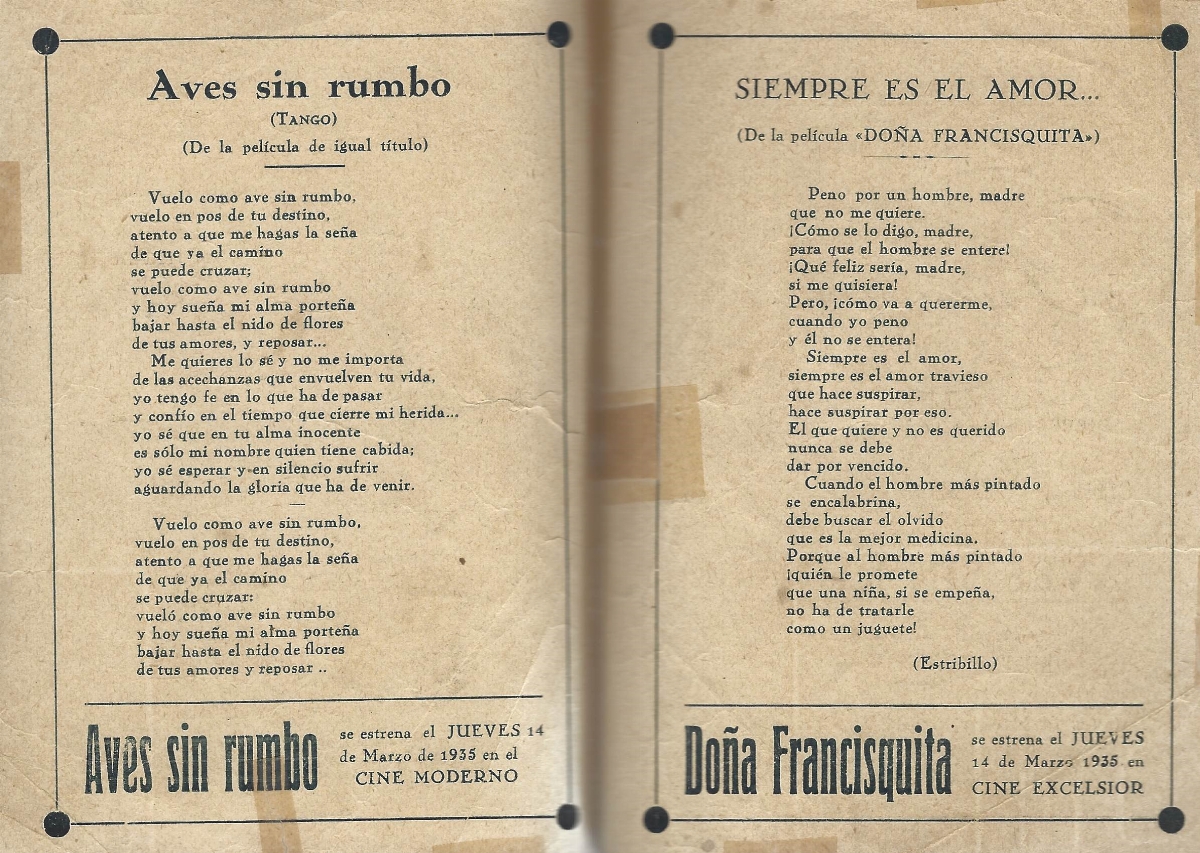 Aves sin rumbo
(TANGO)
(De la película de igual título)
Vuelo como ave sin rumbo,
vuelo en pos de tu destino,
atento a que me hagas la seña
de que ya el camino
se puede cruzar;
vuelo como ave sin rumbo
y hoy sueña mi alma porteña
bajar hasta el nido de flores
de tus amores, y reposar...
Me quieres lo sé y no me importa
de las acechanzas que envuelven tu vida,
yo tengo fe en lo que ha de pasar
y confío en el tiempo que cierre mi herida...
yo sé que en tu alma inocente
es sólo mi nombre quien tiene cabida;
yo sé esperar y en silencio sufrir
aguardando la gloria que ha de venir.
Vuelo como ave sin rumbo,
vuelo en pos de tu destino,
atento a que me hagas la seña
de que ya el camino
se puede cruzar:
vueló como ave sin rumbo
y hoy sueña mi alma porteña
bajar hasta el nido de flores
de tus amores y reposar ..
Aves sin rumbo
se estrena el JUEVES 14
de Marzo de 1935 en el
CINE MODERNO
SIEMPRE ES EL AMOR...
(De la película «DOÑA FRANCISQUITA»)
Peno por un hombre, madre
que no me quiere.
¡Cómo se lo digo, madre,
para que el hombre se entere!
¡Qué feliz sería, madre,
si me quisiera!
Pero, ¡cómo va a quererme,
cuando yo peno
y él no se entera!
Siempre es el amor,
siempre es el amor travieso
que hace suspirar,
hace suspirar por eso.
El que quiere y no es querido
nunca se debe
dar por vencido.
Cuando el hombre más pintado
se encalabrina,
debe buscar el olvido
que es la mejor medicina.
Porque al hombre más pintado
¡quién le promete
que una niña, si se empeña,
no ha de tratarle
como un juguete!
(Estribillo)
Doña Francisquita
se estrena el JUEVES
14 de Marzo 1935 en
CINE EXCELSIOR